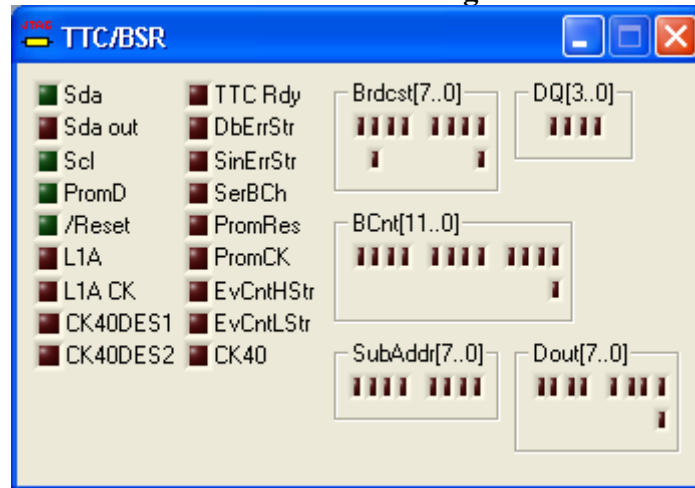 JTAG
TTC/BSR
Sda
Sda out
Scl
PromD
/Reset
L1A
L1A CK
CK40DES1
CK40DES2
TTC Rdy
DbErrStr
SinErrStr
SerBCh
PromRes
PromCK
EvCntHStr
EvCntLStr
CK40
Brdcst[7..0]
DQ[3..0]
BCnt[11..0]
SubAddr[7..0]
Dout[7..0]